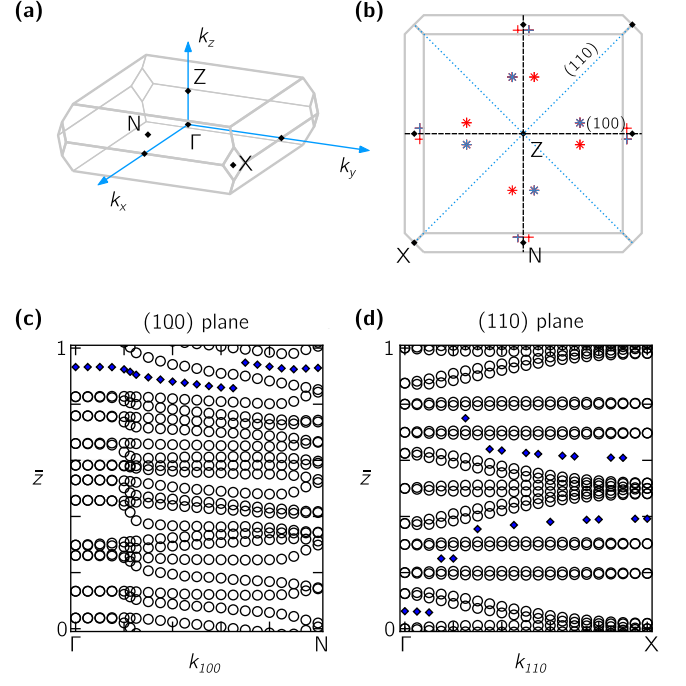 (a)
k_z
Z
N
Γ
X
k_x
k_y
(b)
(110)
(100)
Z
X
N
(c)
(100) plane
1
z̄
0
Γ
N
k_100
(d)
(110) plane
1
z̄
0
Γ
X
k_110